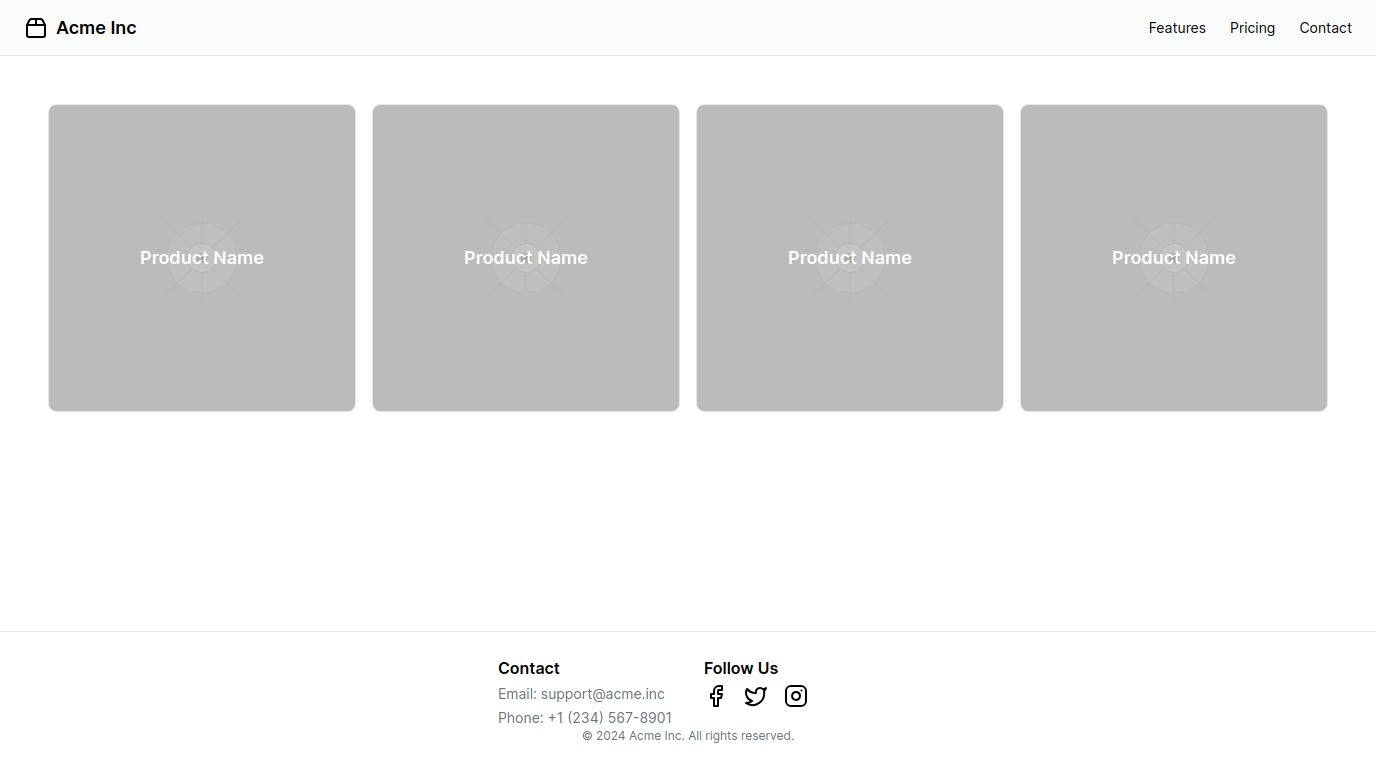 Acme Inc
Features Pricing Contact
Product Name
Product Name
Product Name
Product Name
Contact
Email: support@acme.inc
Phone: +1 (234) 567-8901
Follow Us
© 2024 Acme Inc. All rights reserved.